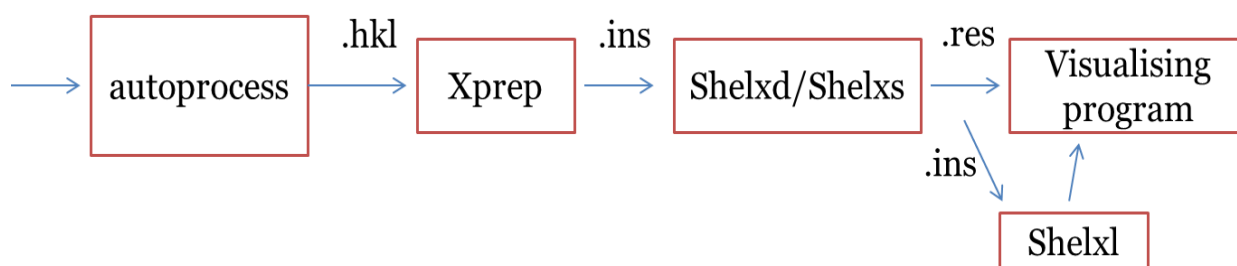 autoprocess
.hkl
Xprep
.ins
Shelxd/Shelxs
.res
Visualising
program
.ins
Shelxl